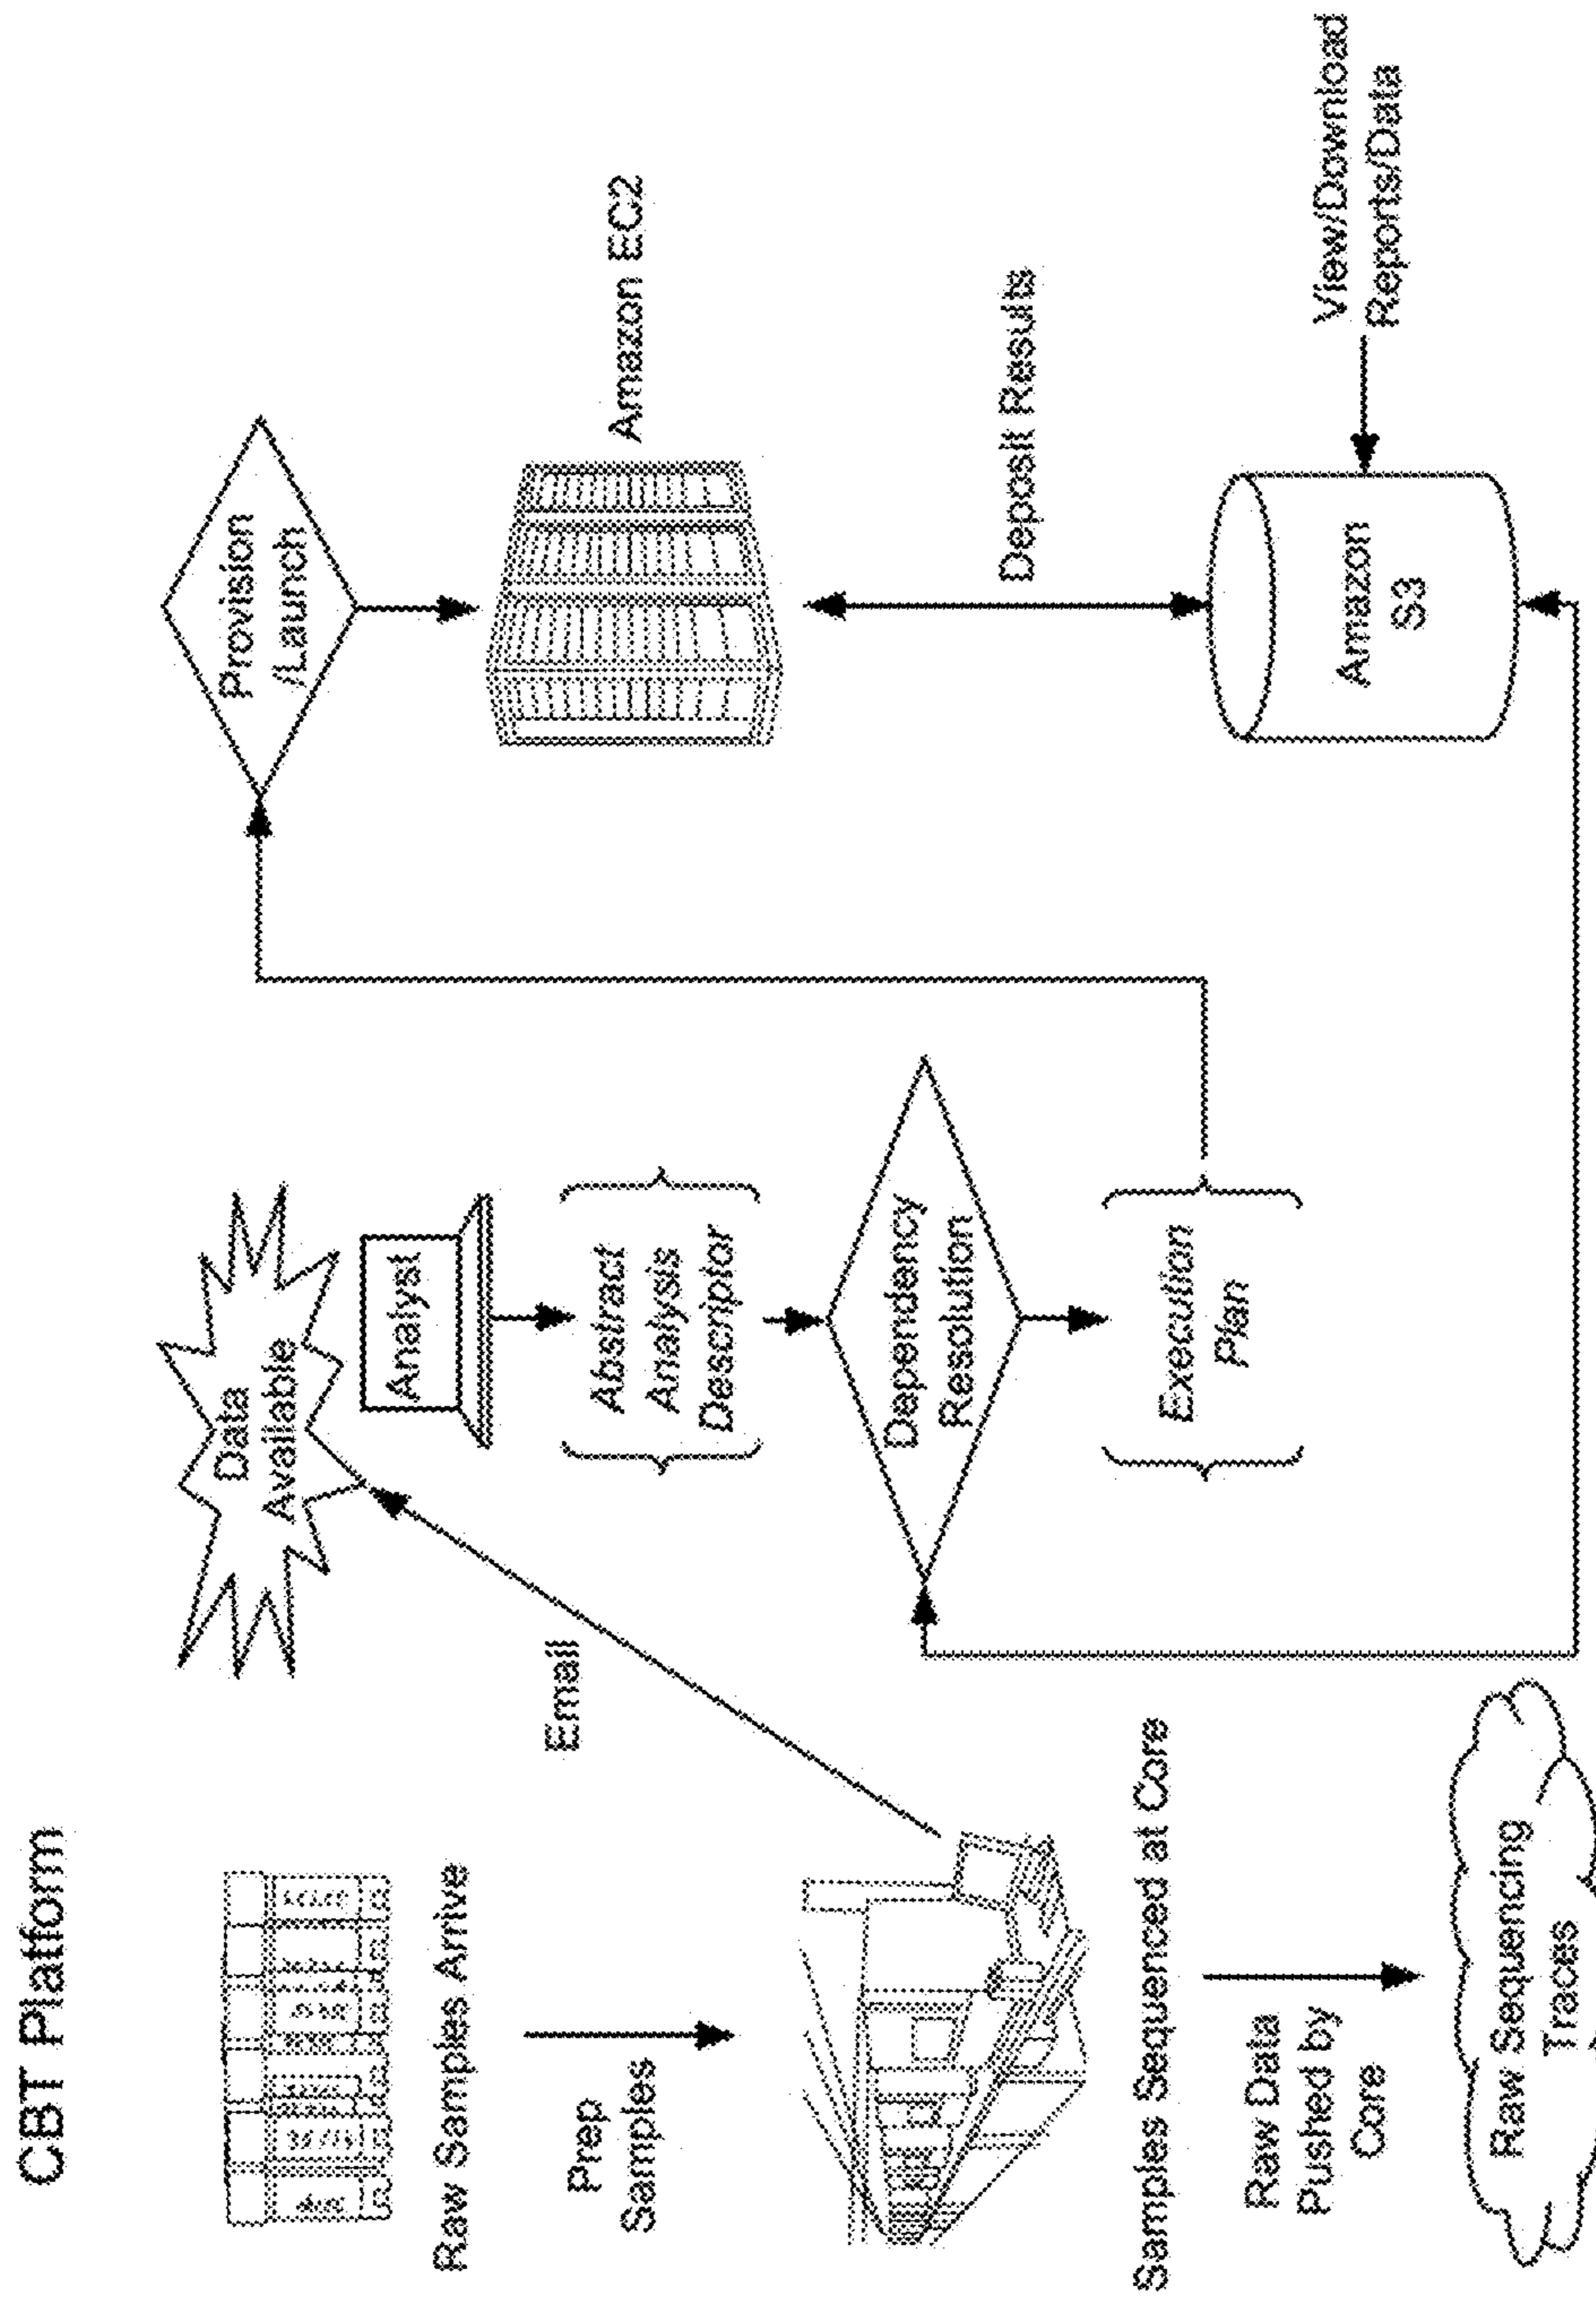 CBT Platform
Raw Samples Arrive
Prep
Samples
Samples Sequenced at Core
Raw Data
Pushed by
Core
Raw Sequencing
Traces
Email
Data
Available
Analyst
Abstract
Analysis
Descriptor
Dependency
Resolution
Execution
Plan
Provision
/Launch
Amazon EC2
Deposit Results
Amazon
S3
View/Download
Reports/Data